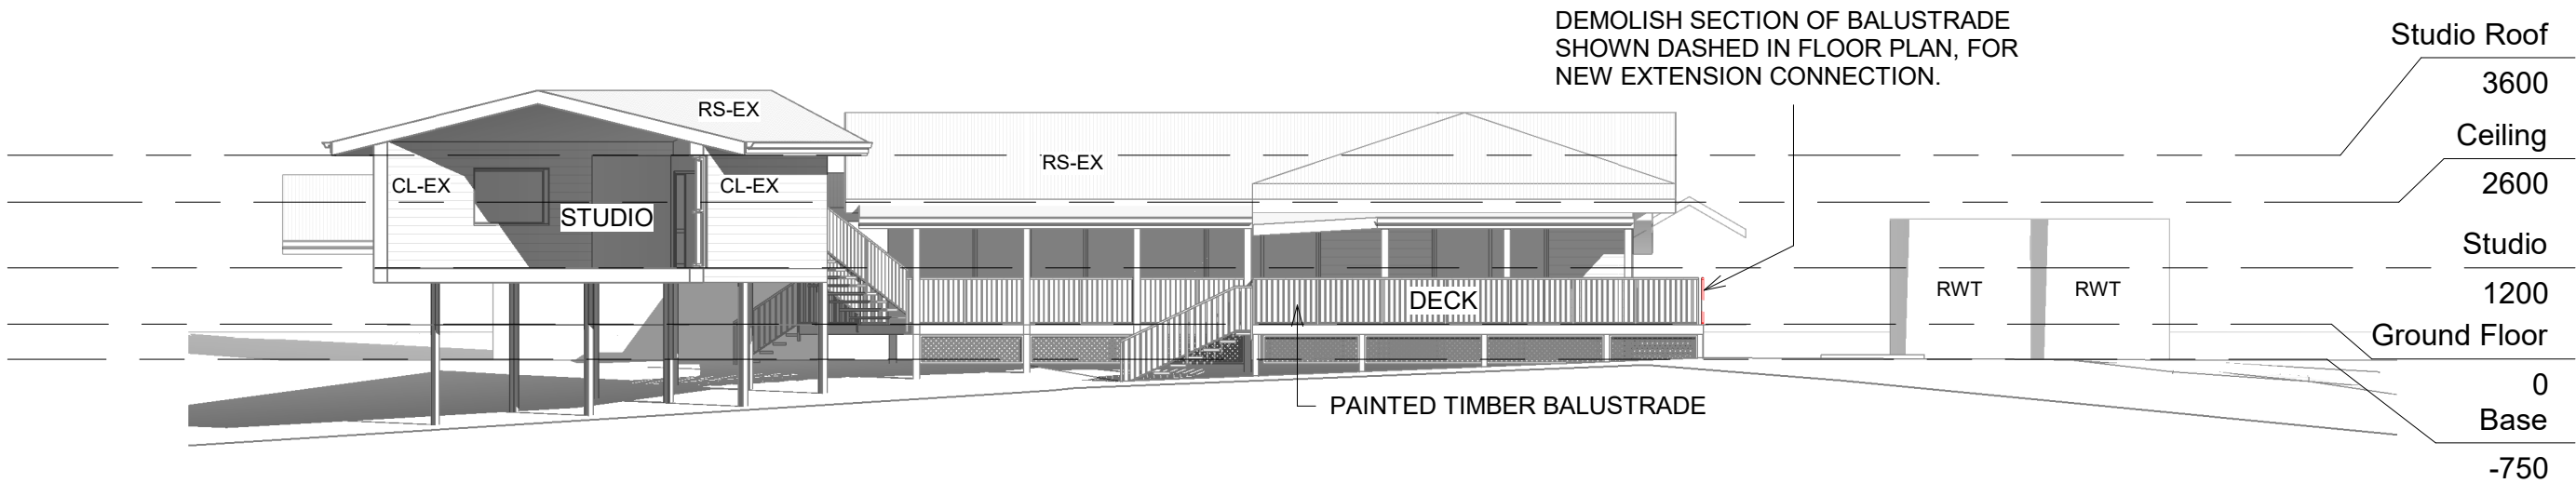 DEMOLISH SECTION OF BALUSTRADE
SHOWN DASHED IN FLOOR PLAN, FOR
NEW EXTENSION CONNECTION.
Studio Roof
3600
Ceiling
2600
Studio
1200
Ground Floor
0
Base
-750
RS-EX
RS-EX
CL-EX
CL-EX
STUDIO
DECK
RWT
RWT
PAINTED TIMBER BALUSTRADE